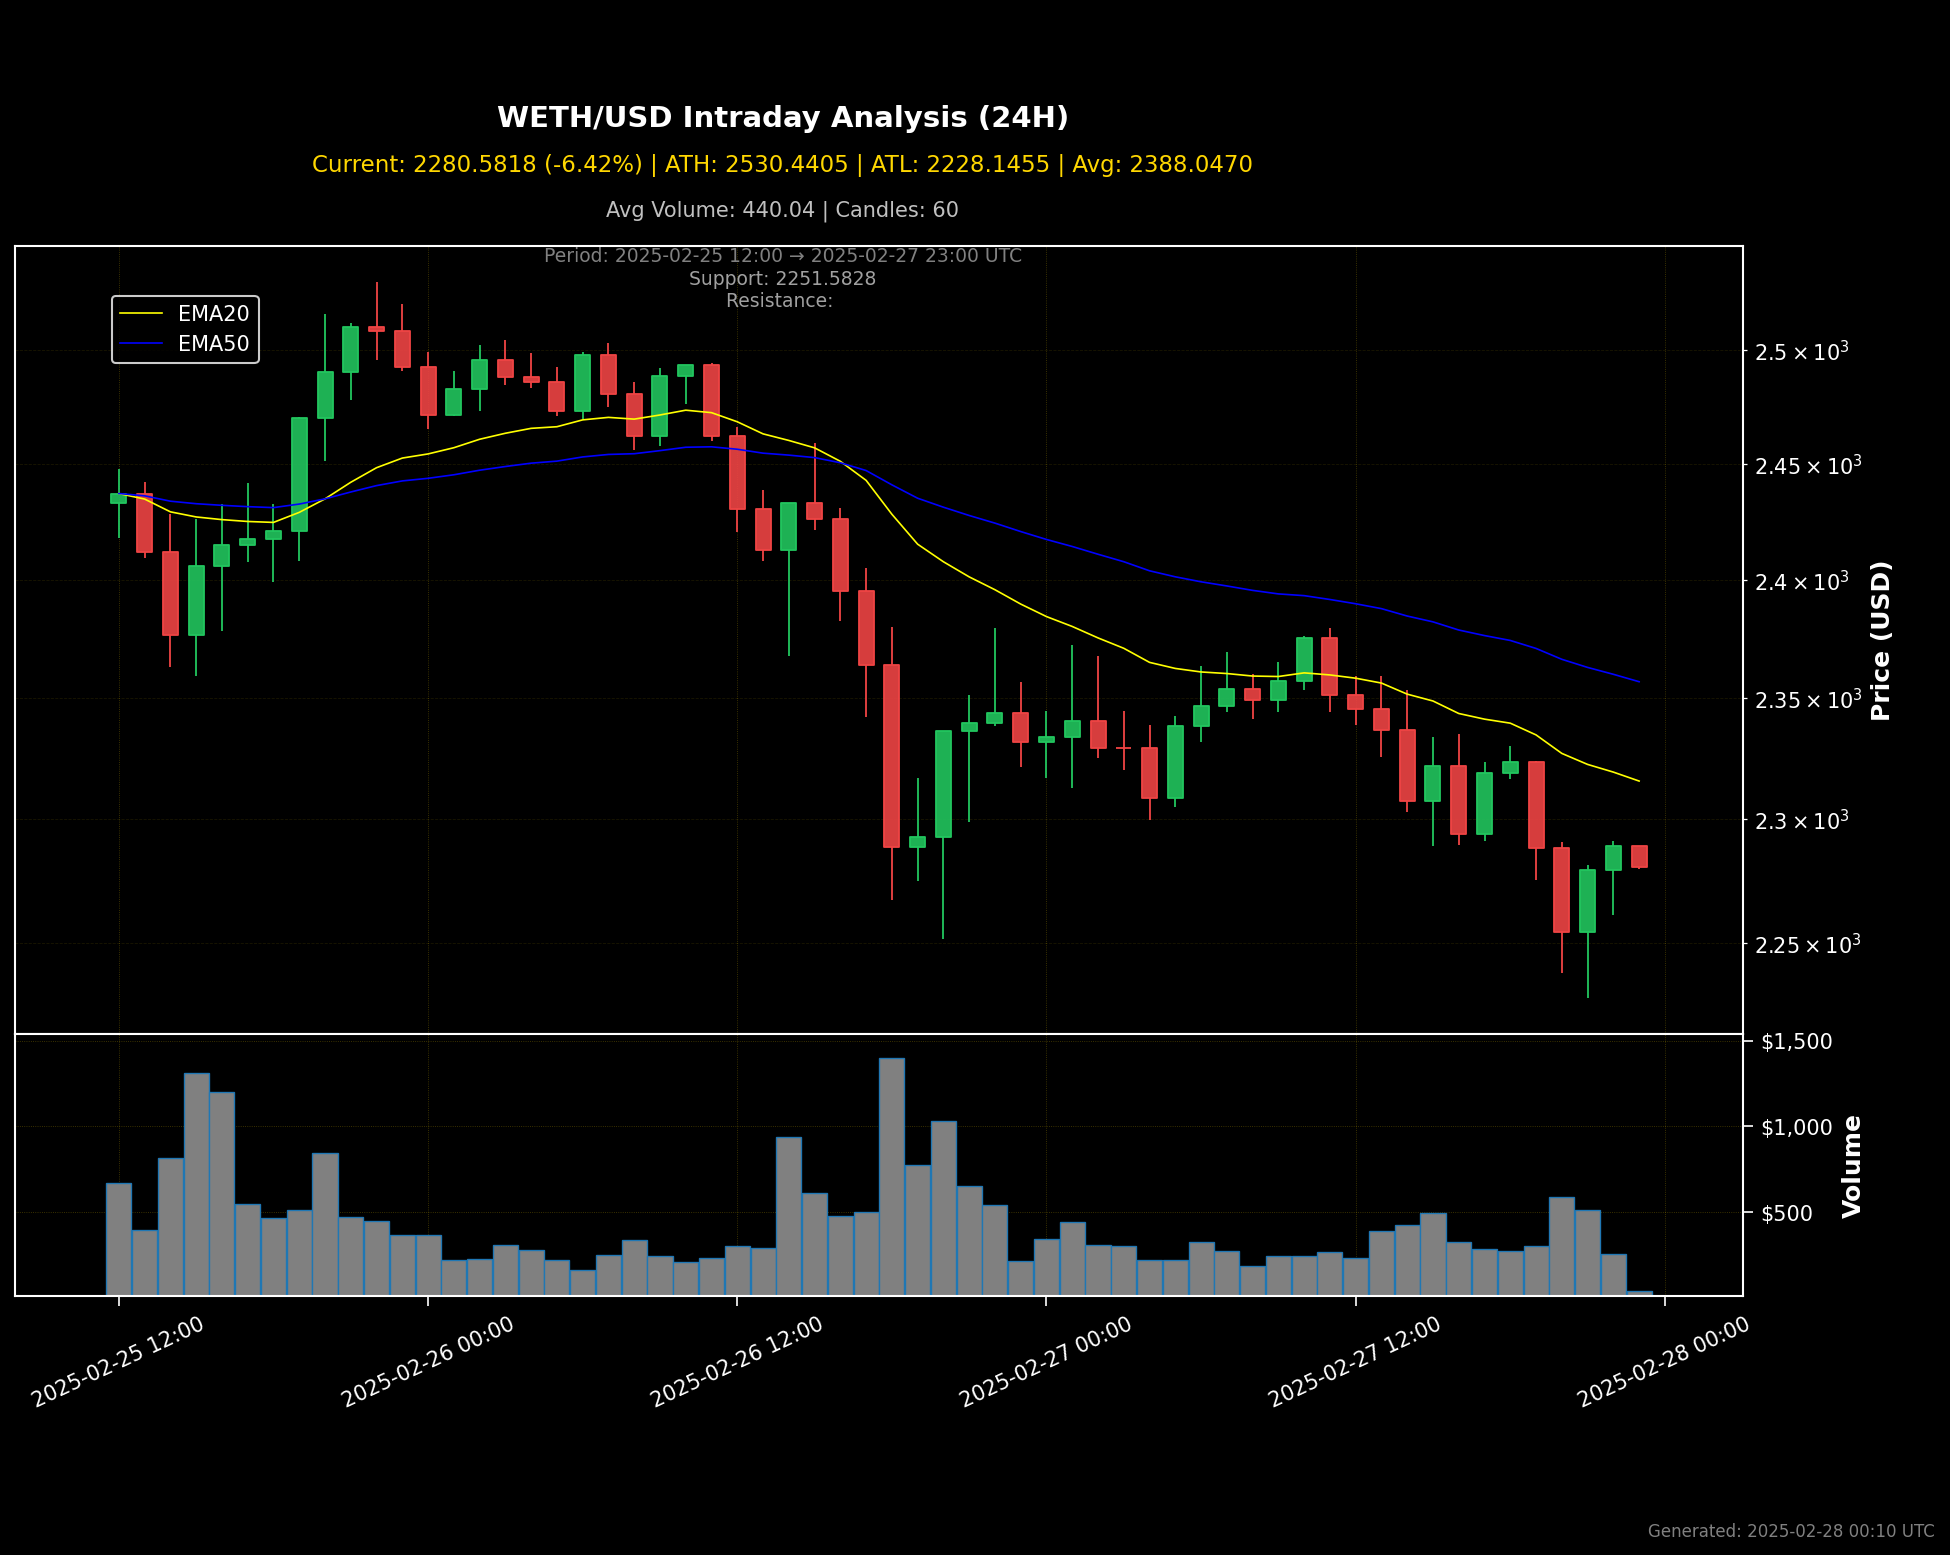 WETH/USD Intraday Analysis (24H)
Current: 2280.5818 (-6.42%) | ATH: 2530.4405 | ATL: 2228.1455 | Avg: 2388.0470
Avg Volume: 440.04 | Candles: 60
Period: 2025-02-25 12:00 → 2025-02-27 23:00 UTC
Support: 2251.5828
Resistance:
EMA20
EMA50
2.5 × 10³
2.45 × 10³
2.4 × 10³
2.35 × 10³
2.3 × 10³
2.25 × 10³
Price (USD)
$1,500
$1,000
$500
Volume
2025-02-25 12:00
2025-02-26 00:00
2025-02-26 12:00
2025-02-27 00:00
2025-02-27 12:00
2025-02-28 00:00
Generated: 2025-02-28 00:10 UTC